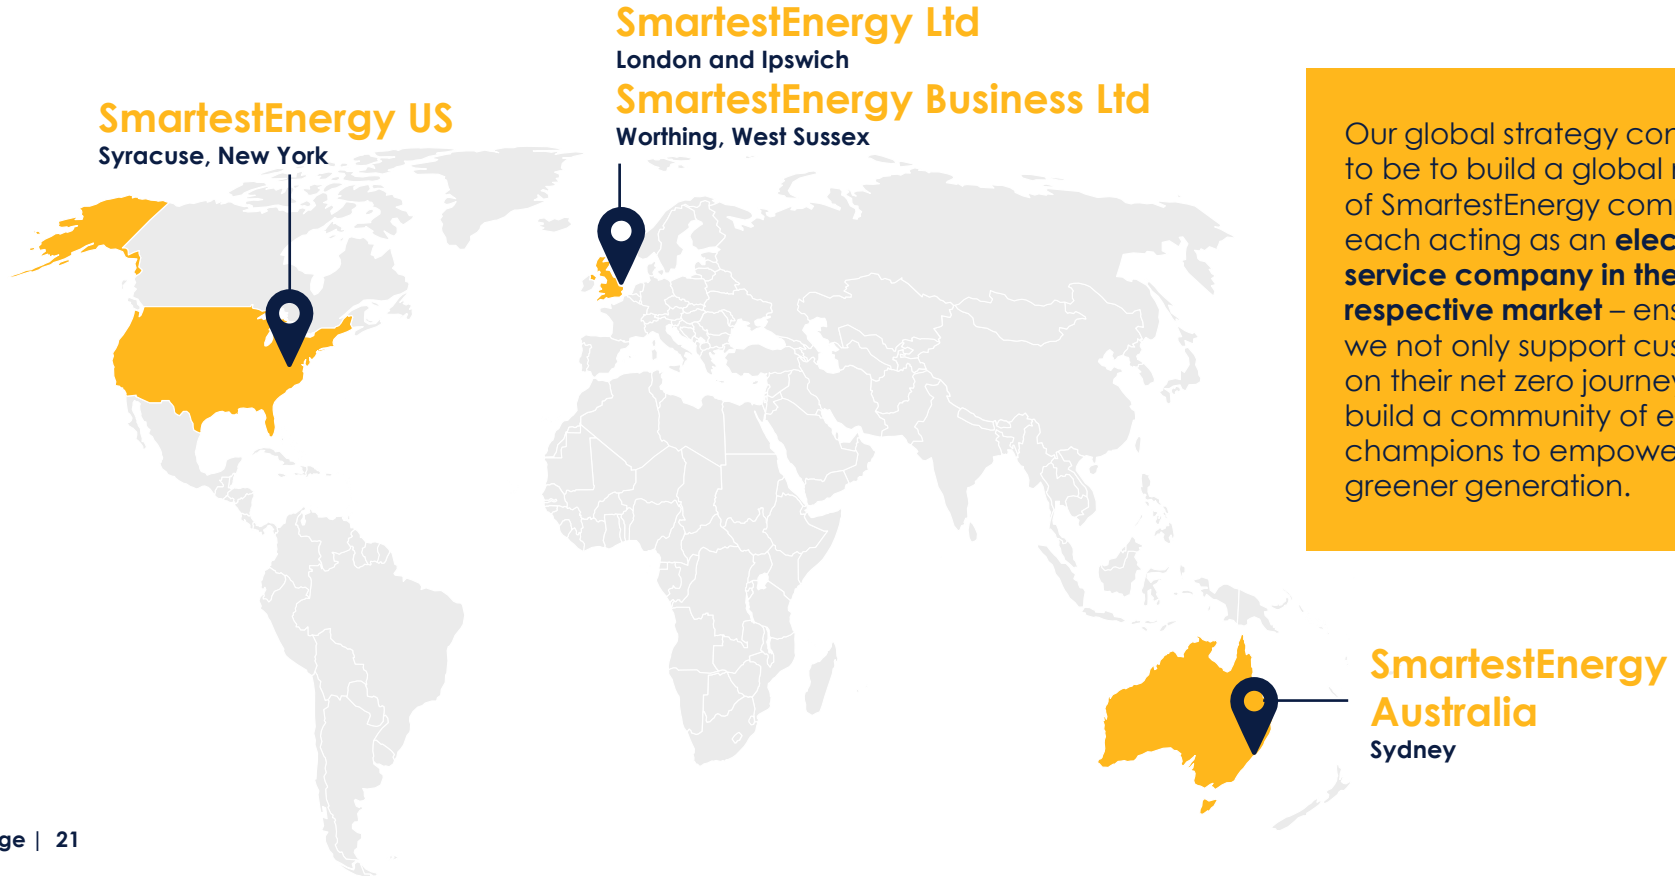 SmartestEnergy Ltd
London and Ipswich
SmartestEnergy Business Ltd
Worthing, West Sussex
SmartestEnergy US
Syracuse, New York
Our global strategy
to be to build a global
of SmartestEnergy
each acting as an
service company in
respective market –
we not only support
on their net zero
build a community of
champions to
greener generation.
SmartestEnergy
Australia
Sydney
| 21